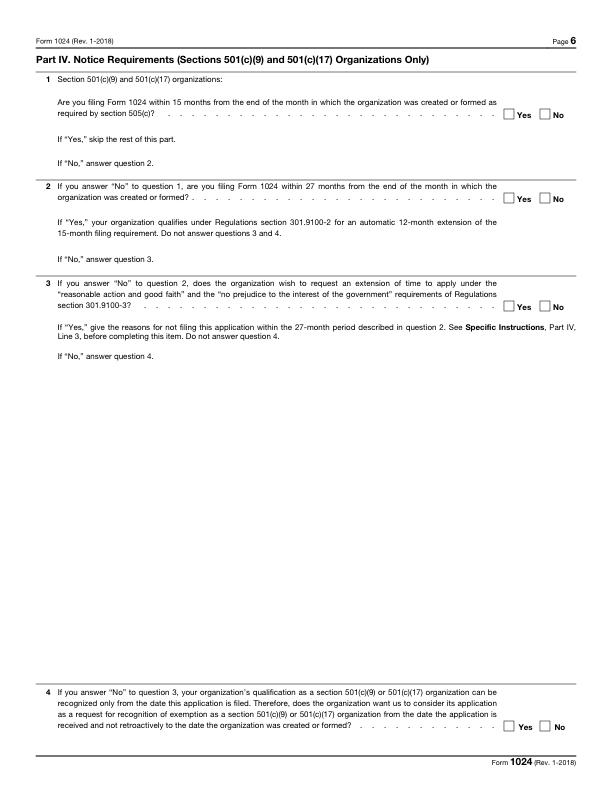 Form 1024 (Rev. 1-2018) Page 6
Part IV. Notice Requirements (Sections 501(c)(9) and 501(c)(17) Organizations Only)
1 Section 501(c)(9) and 501(c)(17) organizations:
Are you filing Form 1024 within 15 months from the end of the month in which the organization was created or formed as
required by section 505(c)? . . . . . . . . . . . . . . . . . . . . . . . . . . . . Yes No
If “Yes,” skip the rest of this part.
If “No,” answer question 2.
2 If you answer “No” to question 1, are you filing Form 1024 within 27 months from the end of the month in which the
organization was created or formed? . . . . . . . . . . . . . . . . . . . . . . . . . . Yes No
If “Yes,” your organization qualifies under Regulations section 301.9100-2 for an automatic 12-month extension of the
15-month filing requirement. Do not answer questions 3 and 4.
If “No,” answer question 3.
3 If you answer “No” to question 2, does the organization wish to request an extension of time to apply under the
“reasonable action and good faith” and the “no prejudice to the interest of the government” requirements of Regulations
section 301.9100-3? . . . . . . . . . . . . . . . . . . . . . . . . . . . . . . Yes No
If “Yes,” give the reasons for not filing this application within the 27-month period described in question 2. See Specific Instructions, Part IV,
Line 3, before completing this item. Do not answer question 4.
If “No,” answer question 4.
4 If you answer “No” to question 3, your organization’s qualification as a section 501(c)(9) or 501(c)(17) organization can be
recognized only from the date this application is filed. Therefore, does the organization want us to consider its application
as a request for recognition of exemption as a section 501(c)(9) or 501(c)(17) organization from the date the application is
received and not retroactively to the date the organization was created or formed? . . . . . . . . . . . . Yes No
Form 1024 (Rev. 1-2018)